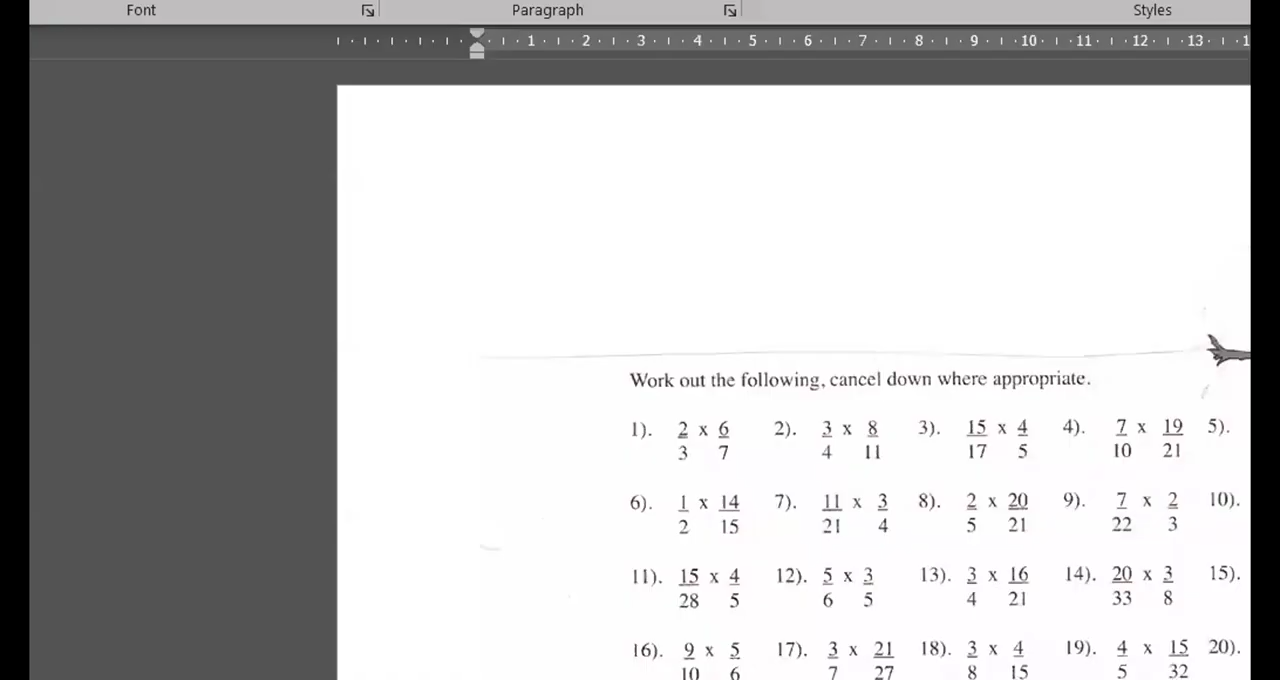 Font Paragraph Styles
1 2 3 4 5 6 7 8 9 10 11 12 13 1
Work out the following, cancel down where appropriate.
1). 2 x 6 2). 3 x 8 3). 15 x 4 4). 7 x 19 5).
3 7 4 11 17 5 10 21
6). 1 x 14 7). 11 x 3 8). 2 x 20 9). 7 x 2 10).
2 15 21 4 5 21 22 3
11). 15 x 4 12). 5 x 3 13). 3 x 16 14). 20 x 3 15).
28 5 6 5 4 21 33 8
16). 9 x 5 17). 3 x 21 18). 3 x 4 19). 4 x 15 20).
10 6 7 27 8 15 5 32